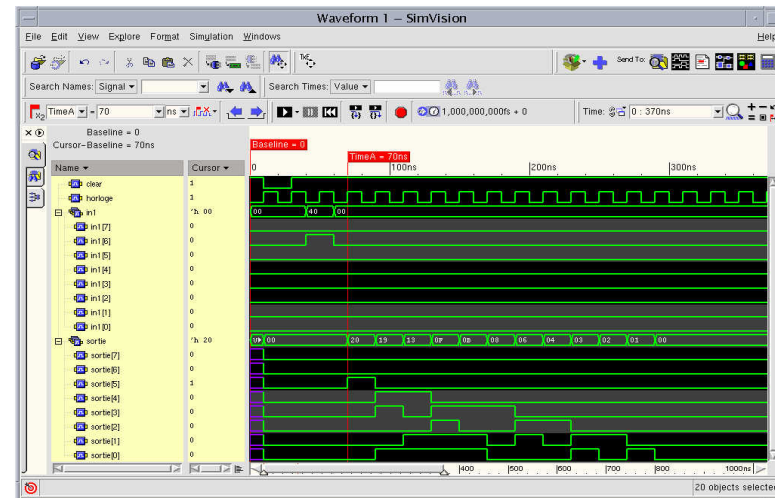 Waveform 1 – SimVision
File Edit View Explore Format Simulation Windows Help
Send To:
Search Names: Signal Search Times: Value
TimeA = -70 ns 1,000,000,000fs + 0 Time: 0 : 370ns
Baseline = 0
Cursor-Baseline = 70ns
Baseline = 0
TimeA = 70ns
Name Cursor 0 100ns 200ns 300ns
clear 1
horloge 1
in1 'h 00 00 40 00
in1[7] 0
in1[6] 0
in1[5] 0
in1[4] 0
in1[3] 0
in1[2] 0
in1[1] 0
in1[0] 0
sortie 'h 20 00 20 19 13 0F 0B 08 06 04 03 02 01 00
sortie[7] 0
sortie[6] 0
sortie[5] 1
sortie[4] 0
sortie[3] 0
sortie[2] 0
sortie[1] 0
sortie[0] 0
400 500 600 700 800 1000ns
20 objects selected